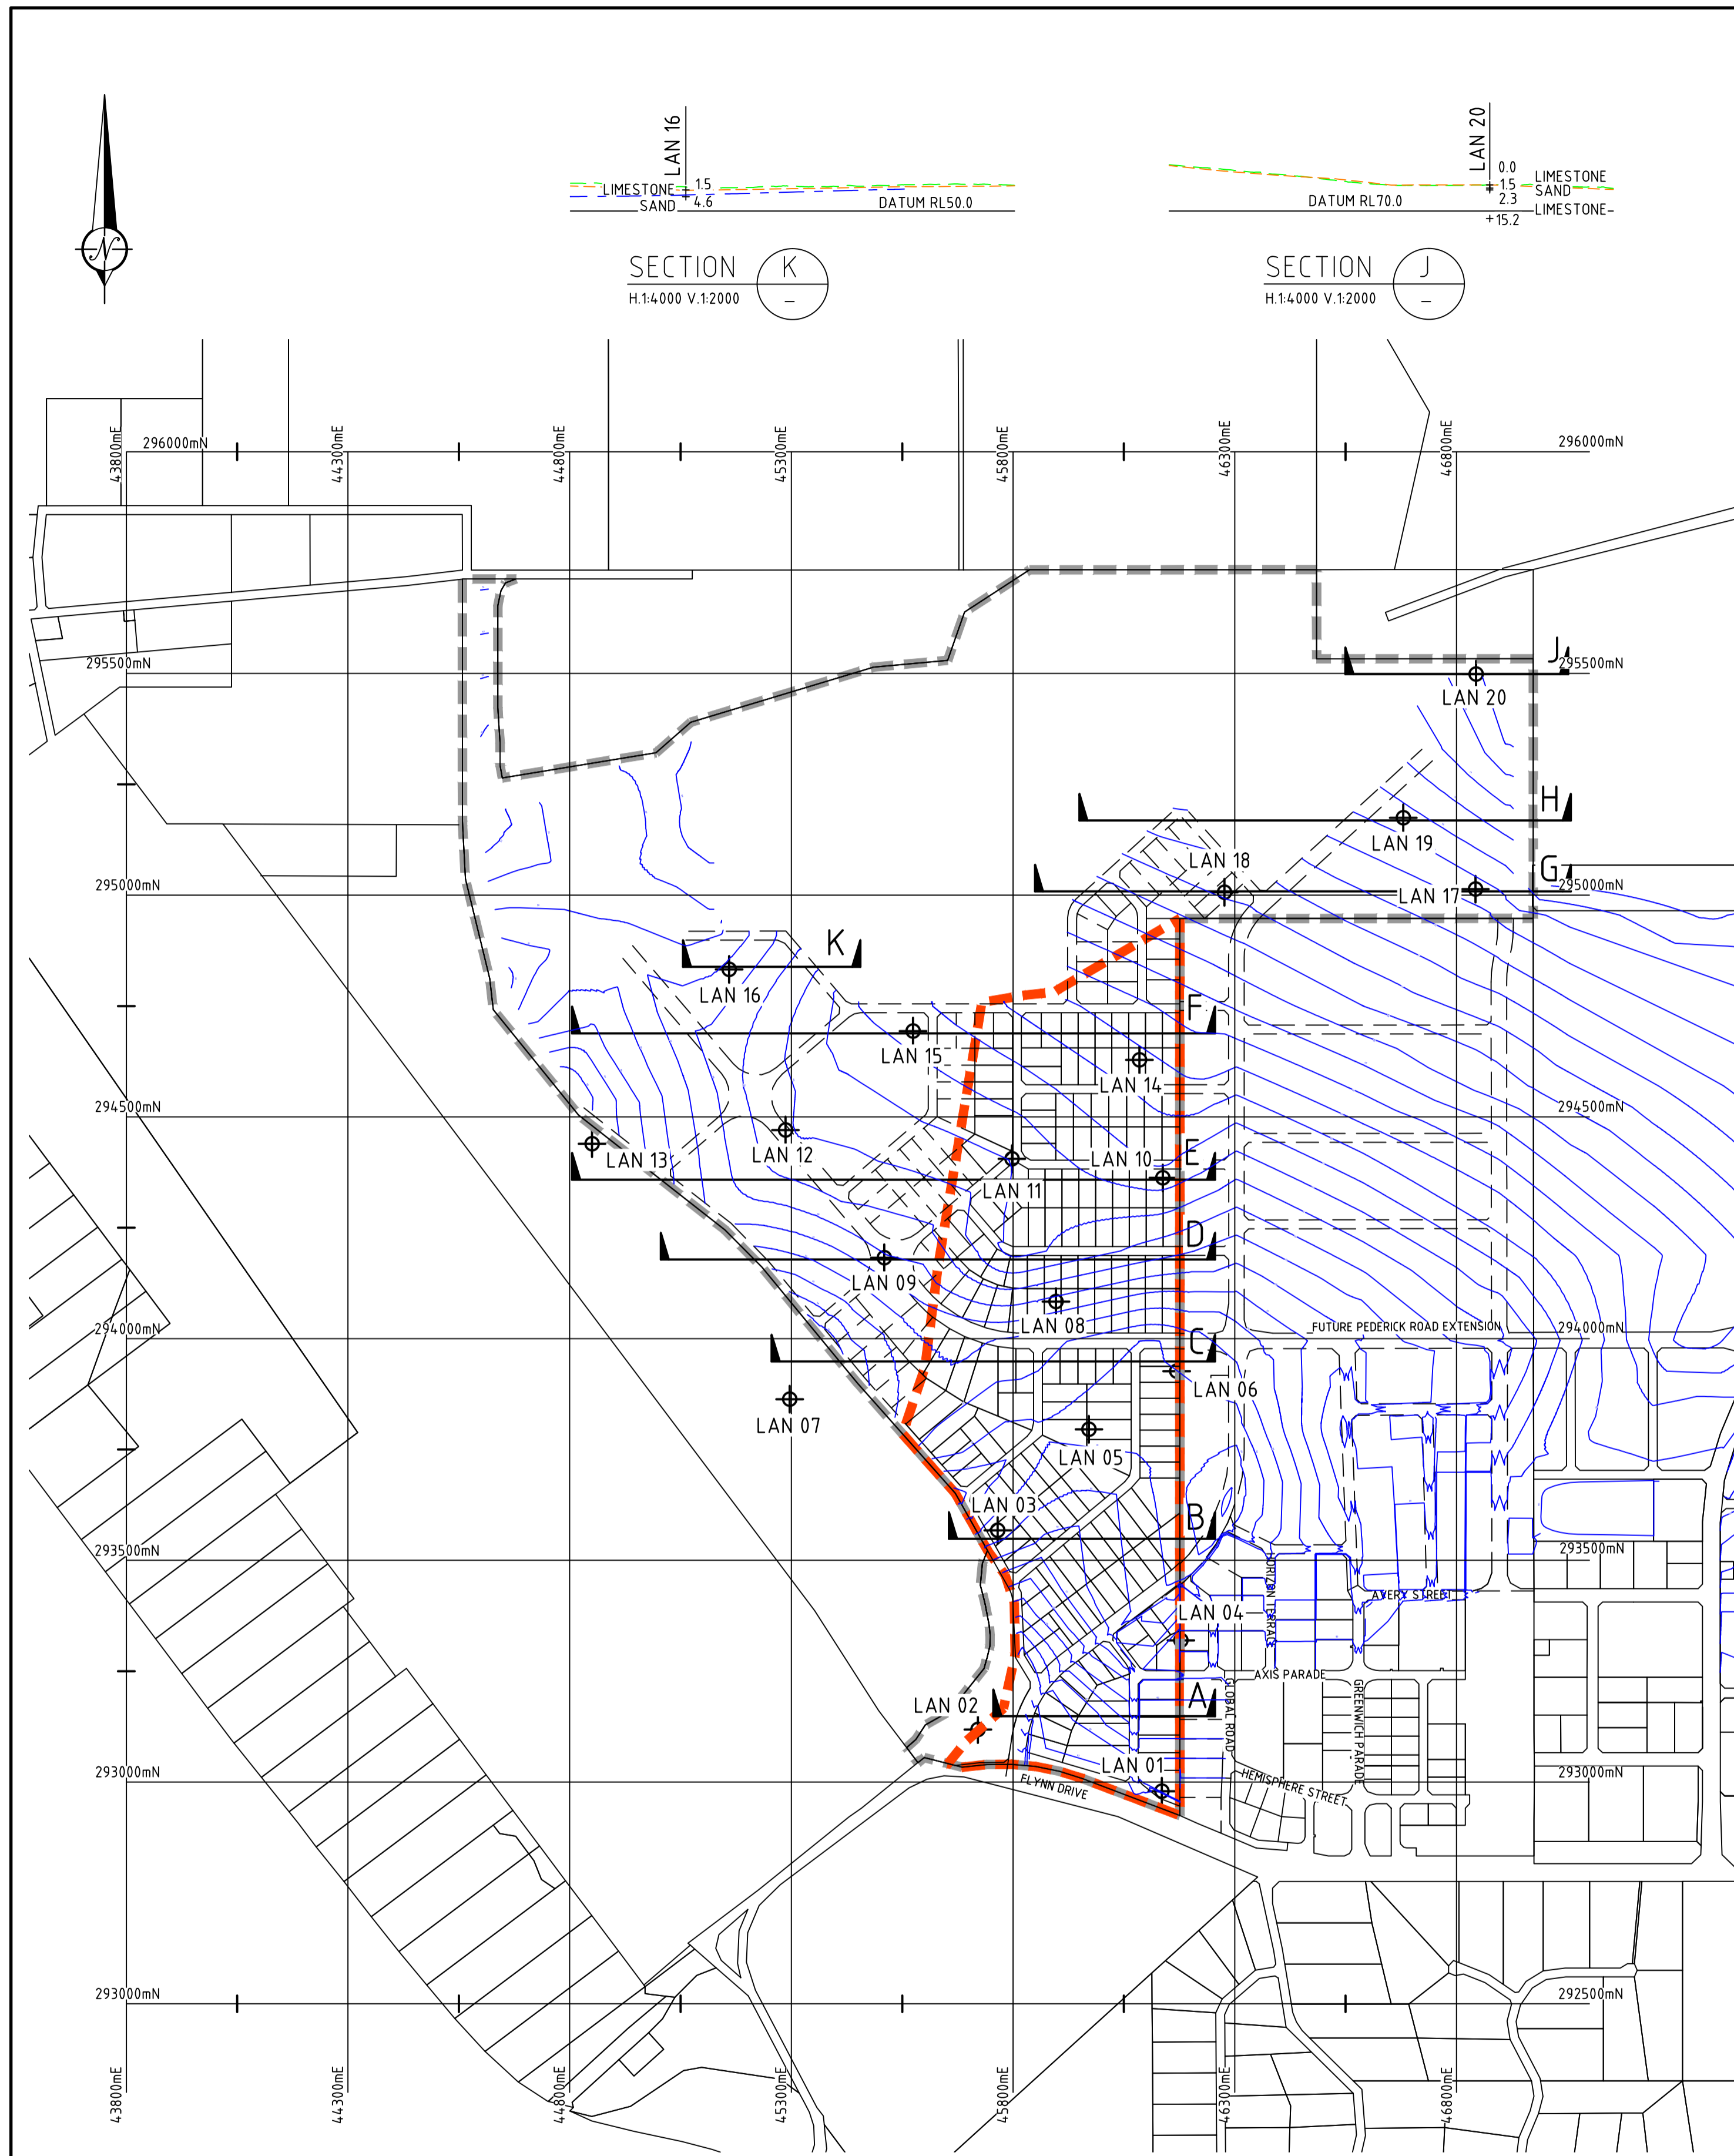 LAN 16
LIMESTONE 1.5
SAND 4.6
DATUM RL50.0
SECTION K
H.1:4000 V.1:2000 –
LAN 20
0.0
LIMESTONE
1.5 SAND
2.3
DATUM RL70.0
LIMESTONE
+15.2
SECTION J
H.1:4000 V.1:2000 –
N
43800mE
44300mE
44800mE
45300mE
45800mE
46300mE
46800mE
296000mN
296000mN
295500mN
295500mN
J
LAN 20
H
LAN 19
LAN 18
G
LAN 17
295000mN
295000mN
K
LAN 16
F
LAN 15
LAN 14
294500mN
294500mN
LAN 13
LAN 12
LAN 10
E
LAN 11
D
LAN 09
LAN 08
294000mN
FUTURE PEDERICK ROAD EXTENSION
294000mN
C
LAN 06
LAN 07
LAN 05
LAN 03
B
293500mN
293500mN
HORIZON TERRACE
AVERY STREET
LAN 04
AXIS PARADE
GLOBAL ROAD
GREENWICH PARADE
LAN 02
A
LAN 01
293000mN
293000mN
FLYNN DRIVE
HEMISPHERE STREET
293000mN
292500mN
43800mE
44300mE
44800mE
45300mE
45800mE
46300mE
46800mE